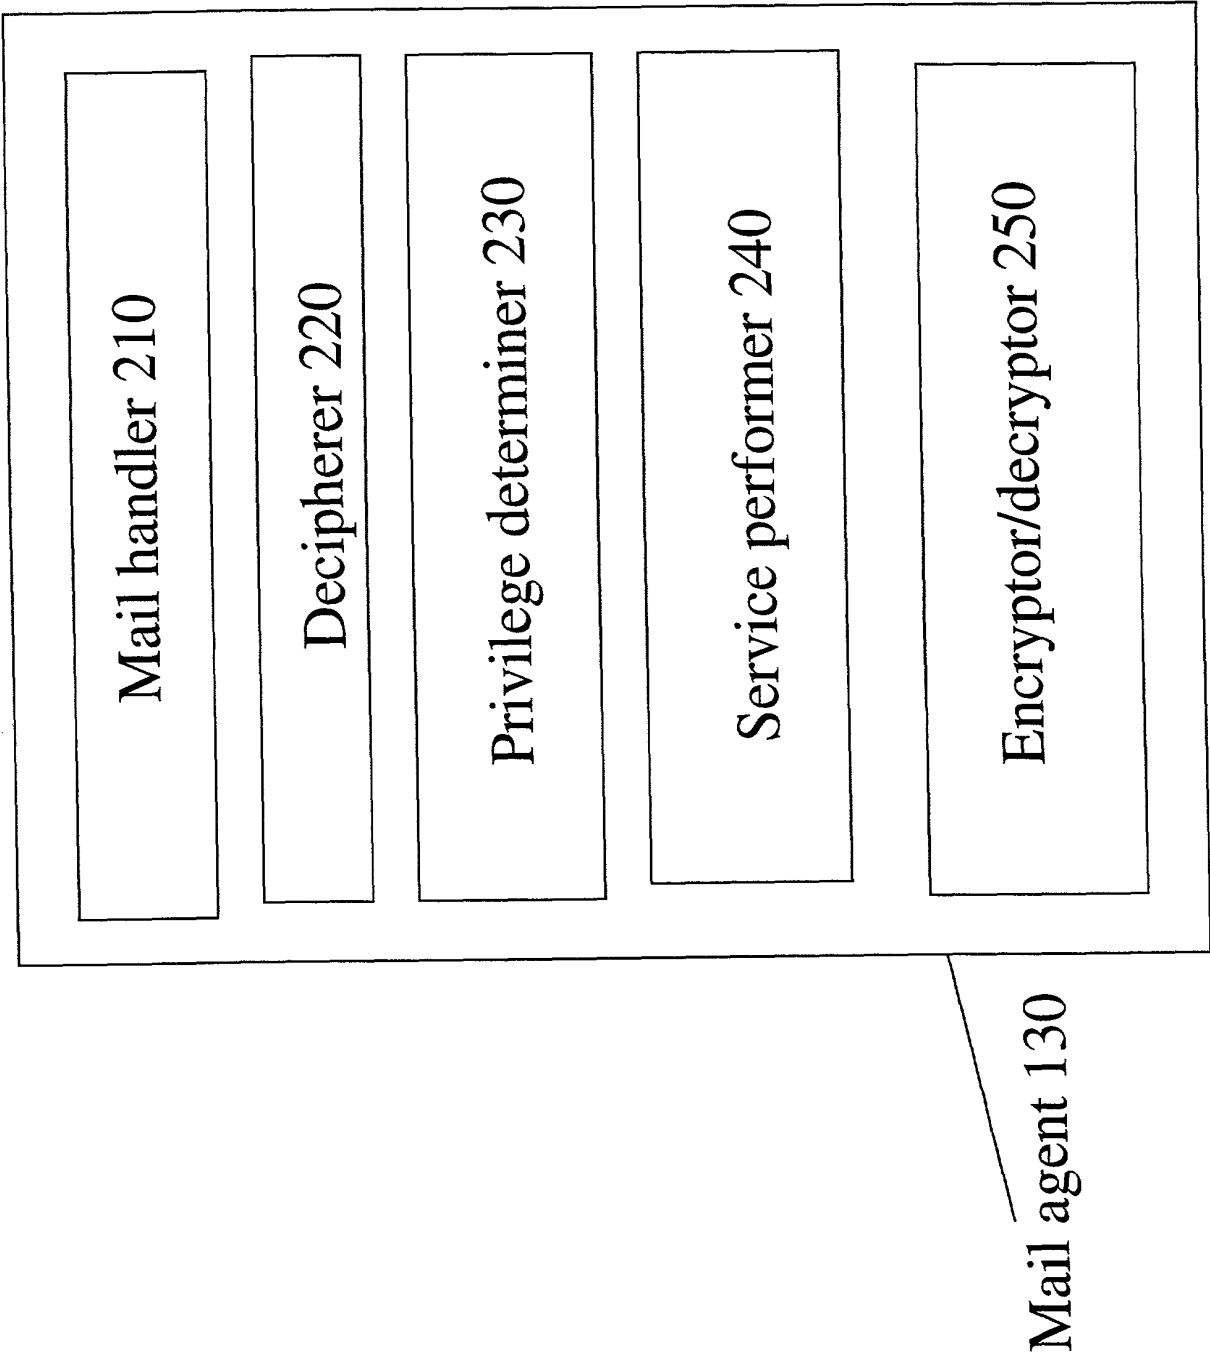 Mail handler 210
Decipherer 220
Privilege determiner 230
Service performer 240
Encryptor/decryptor 250
Mail agent 130